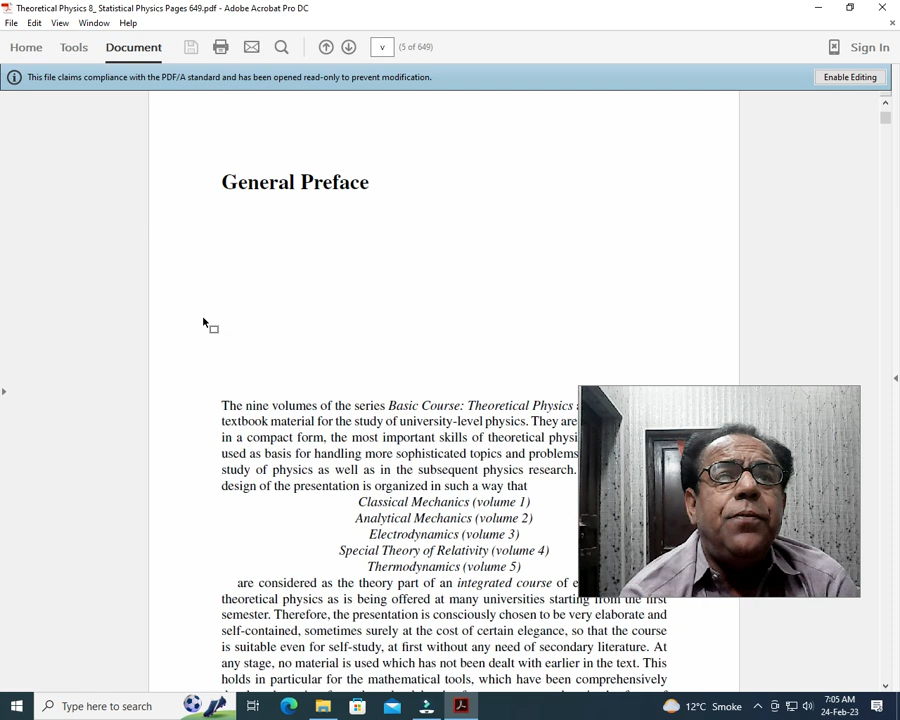 Theoretical Physics 8_ Statistical Physics Pages 649.pdf - Adobe Acrobat Pro DC
File Edit View Window Help
Home Tools Document v (5 of 649) Sign In
This file claims compliance with the PDF/A standard and has been opened read-only to prevent modification. Enable Editing
General Preface
The nine volumes of the series Basic Course: Theoretical Physics
textbook material for the study of university-level physics. They are
in a compact form, the most important skills of theoretical physi
used as basis for handling more sophisticated topics and problems
study of physics as well as in the subsequent physics research.
design of the presentation is organized in such a way that
Classical Mechanics (volume 1)
Analytical Mechanics (volume 2)
Electrodynamics (volume 3)
Special Theory of Relativity (volume 4)
Thermodynamics (volume 5)
are considered as the theory part of an integrated course of e
theoretical physics as is being offered at many universities starting from the first
semester. Therefore, the presentation is consciously chosen to be very elaborate and
self-contained, sometimes surely at the cost of certain elegance, so that the course
is suitable even for self-study, at first without any need of secondary literature. At
any stage, no material is used which has not been dealt with earlier in the text. This
holds in particular for the mathematical tools, which have been comprehensively
Type here to search 12°C Smoke 7:05 AM
24-Feb-23